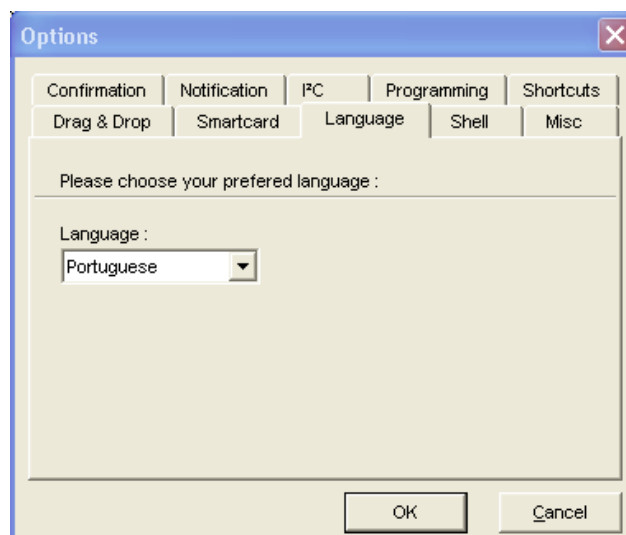 Options
Confirmation Notification I²C Programming Shortcuts
Drag & Drop Smartcard Language Shell Misc
Please choose your prefered language :
Language :
Portuguese
OK Cancel